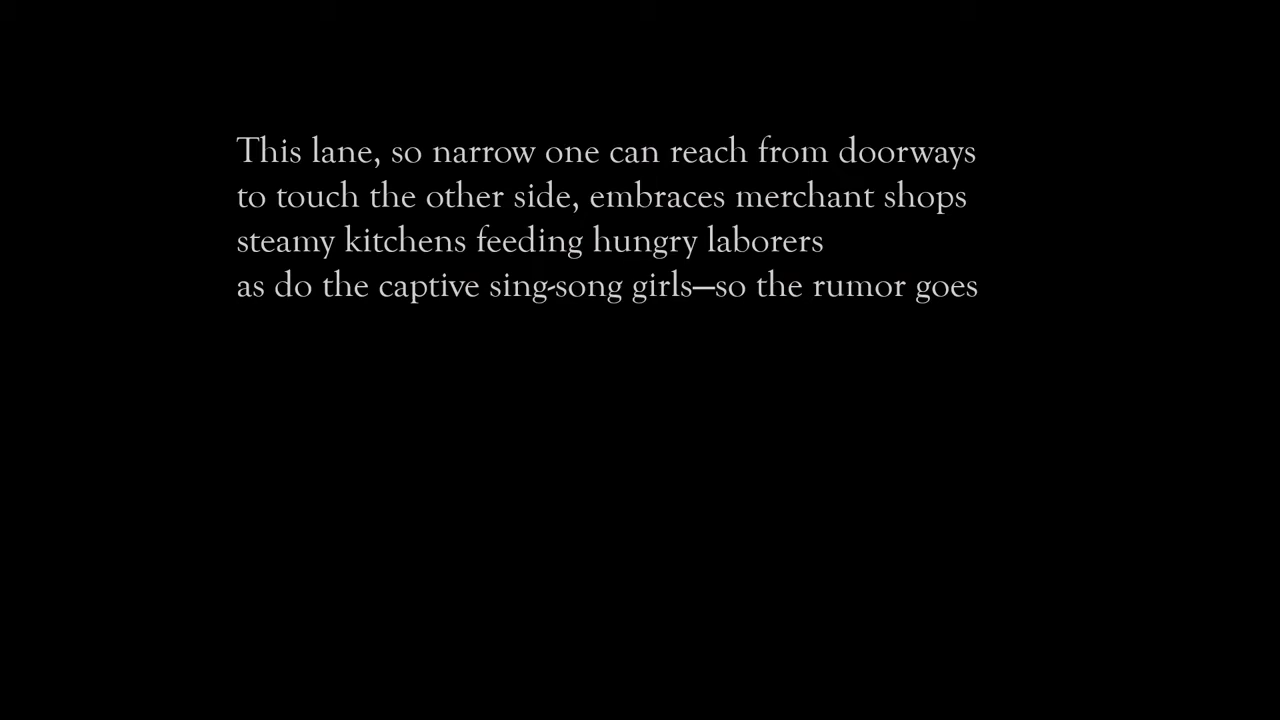 This lane, so narrow one can reach from doorways
to touch the other side, embraces merchant shops
steamy kitchens feeding hungry laborers
as do the captive sing-song girls—so the rumor goes